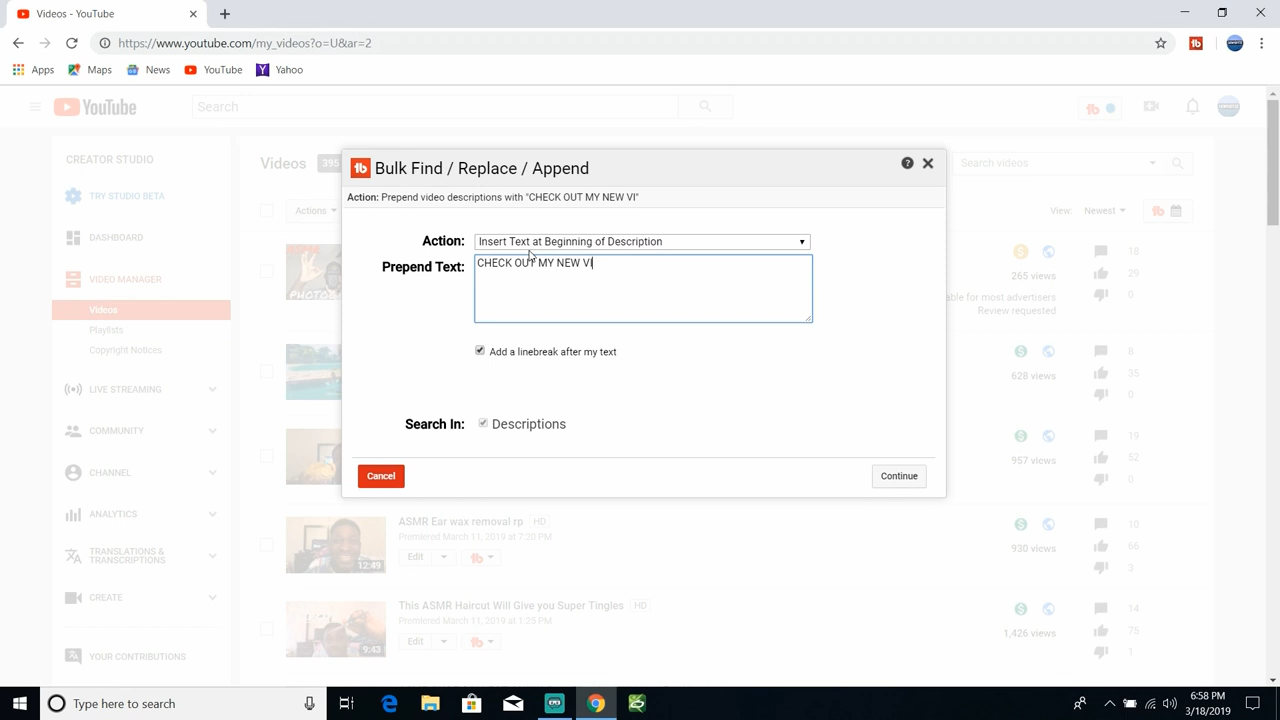 Videos - YouTube
https://www.youtube.com/my_videos?o=U&ar=2
Apps Maps News YouTube Yahoo
YouTube Search
CREATOR STUDIO
TRY STUDIO BETA
DASHBOARD
VIDEO MANAGER
Videos
Playlists
Copyright Notices
LIVE STREAMING
COMMUNITY
CHANNEL
ANALYTICS
TRANSLATIONS &
TRANSCRIPTIONS
CREATE
YOUR CONTRIBUTIONS
Videos 395 Search videos
Actions View: Newest
Bulk Find / Replace / Append
Action: Prepend video descriptions with "CHECK OUT MY NEW VI"
Action: Insert Text at Beginning of Description
Prepend Text: CHECK OUT MY NEW VI
Add a linebreak after my text
Search In: Descriptions
Cancel Continue
18
265 views 29
able for most advertisers 0
Review requested
8
628 views 35
0
19
957 views 52
0
ASMR Ear wax removal rp HD
Premiered March 11, 2019 at 7:20 PM
Edit
12:49
10
930 views 66
3
This ASMR Haircut Will Give you Super Tingles HD
Premiered March 11, 2019 at 1:25 PM
Edit
9:43
14
1,426 views 75
1
Type here to search
6:58 PM
3/18/2019